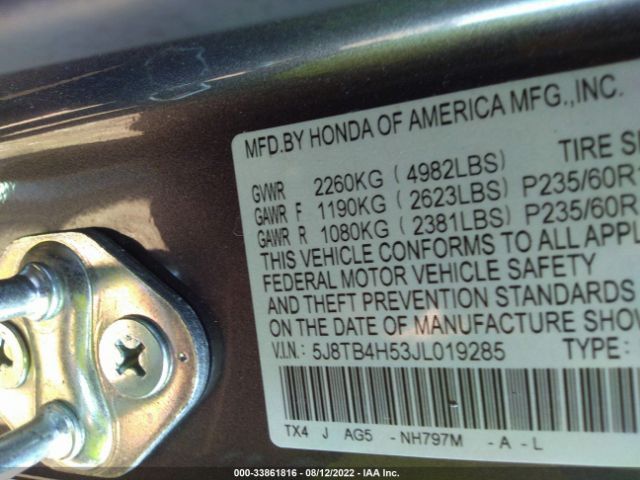 MFD.BY HONDA OF AMERICA MFG.,INC.
GVWR 2260KG ( 4982LBS) TIRE
GAWR F 1190KG ( 2623LBS) P235/60R
GAWR R 1080KG ( 2381LBS) P235/60R
THIS VEHICLE CONFORMS TO ALL
FEDERAL MOTOR VEHICLE SAFETY
AND THEFT PREVENTION STANDARDS
ON THE DATE OF MANUFACTURE
V.I.N.: 5J8TB4H53JL019285 TYPE:
TX4 J AG5 - NH797M - A - L
000-33861816 - 08/12/2022 - IAA Inc.